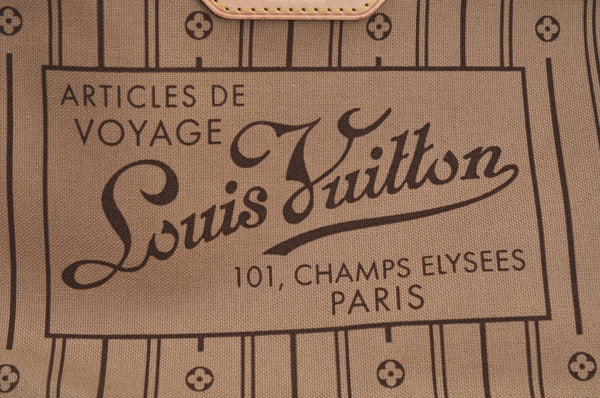 ARTICLES DE
VOYAGE
Louis Vuitton
101, CHAMPS ELYSEES
PARIS